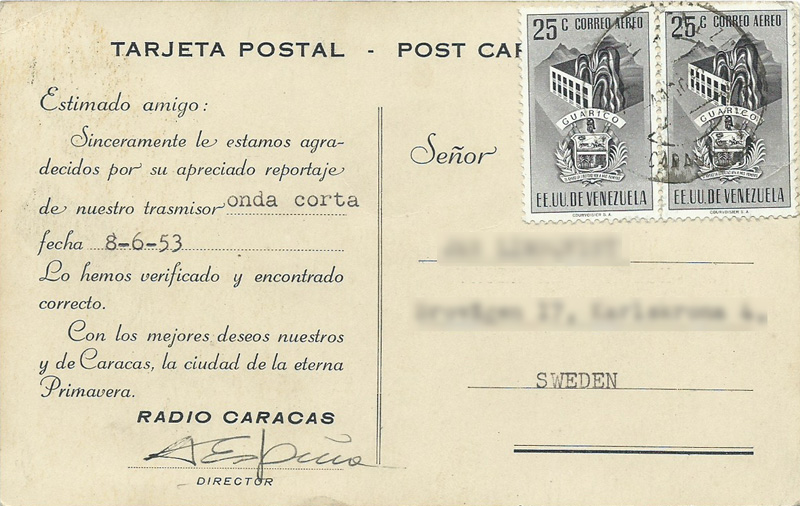 TARJETA POSTAL - POST CAR
Estimado amigo:
Sinceramente le estamos agra-
decidos por su apreciado reportaje
de nuestro trasmisor onda corta
fecha 8-6-53
Lo hemos verificado y encontrado
correcto.
Con los mejores deseos nuestros
y de Caracas, la ciudad de la eterna
Primavera.
RADIO CARACAS
DIRECTOR
25 C CORREO AEREO
GUARICO
EE.UU. DE VENEZUELA
COURVOISIER S.A.
25 C CORREO AEREO
GUARICO
EE.UU. DE VENEZUELA
COURVOISIER S.A.
Señor
SWEDEN